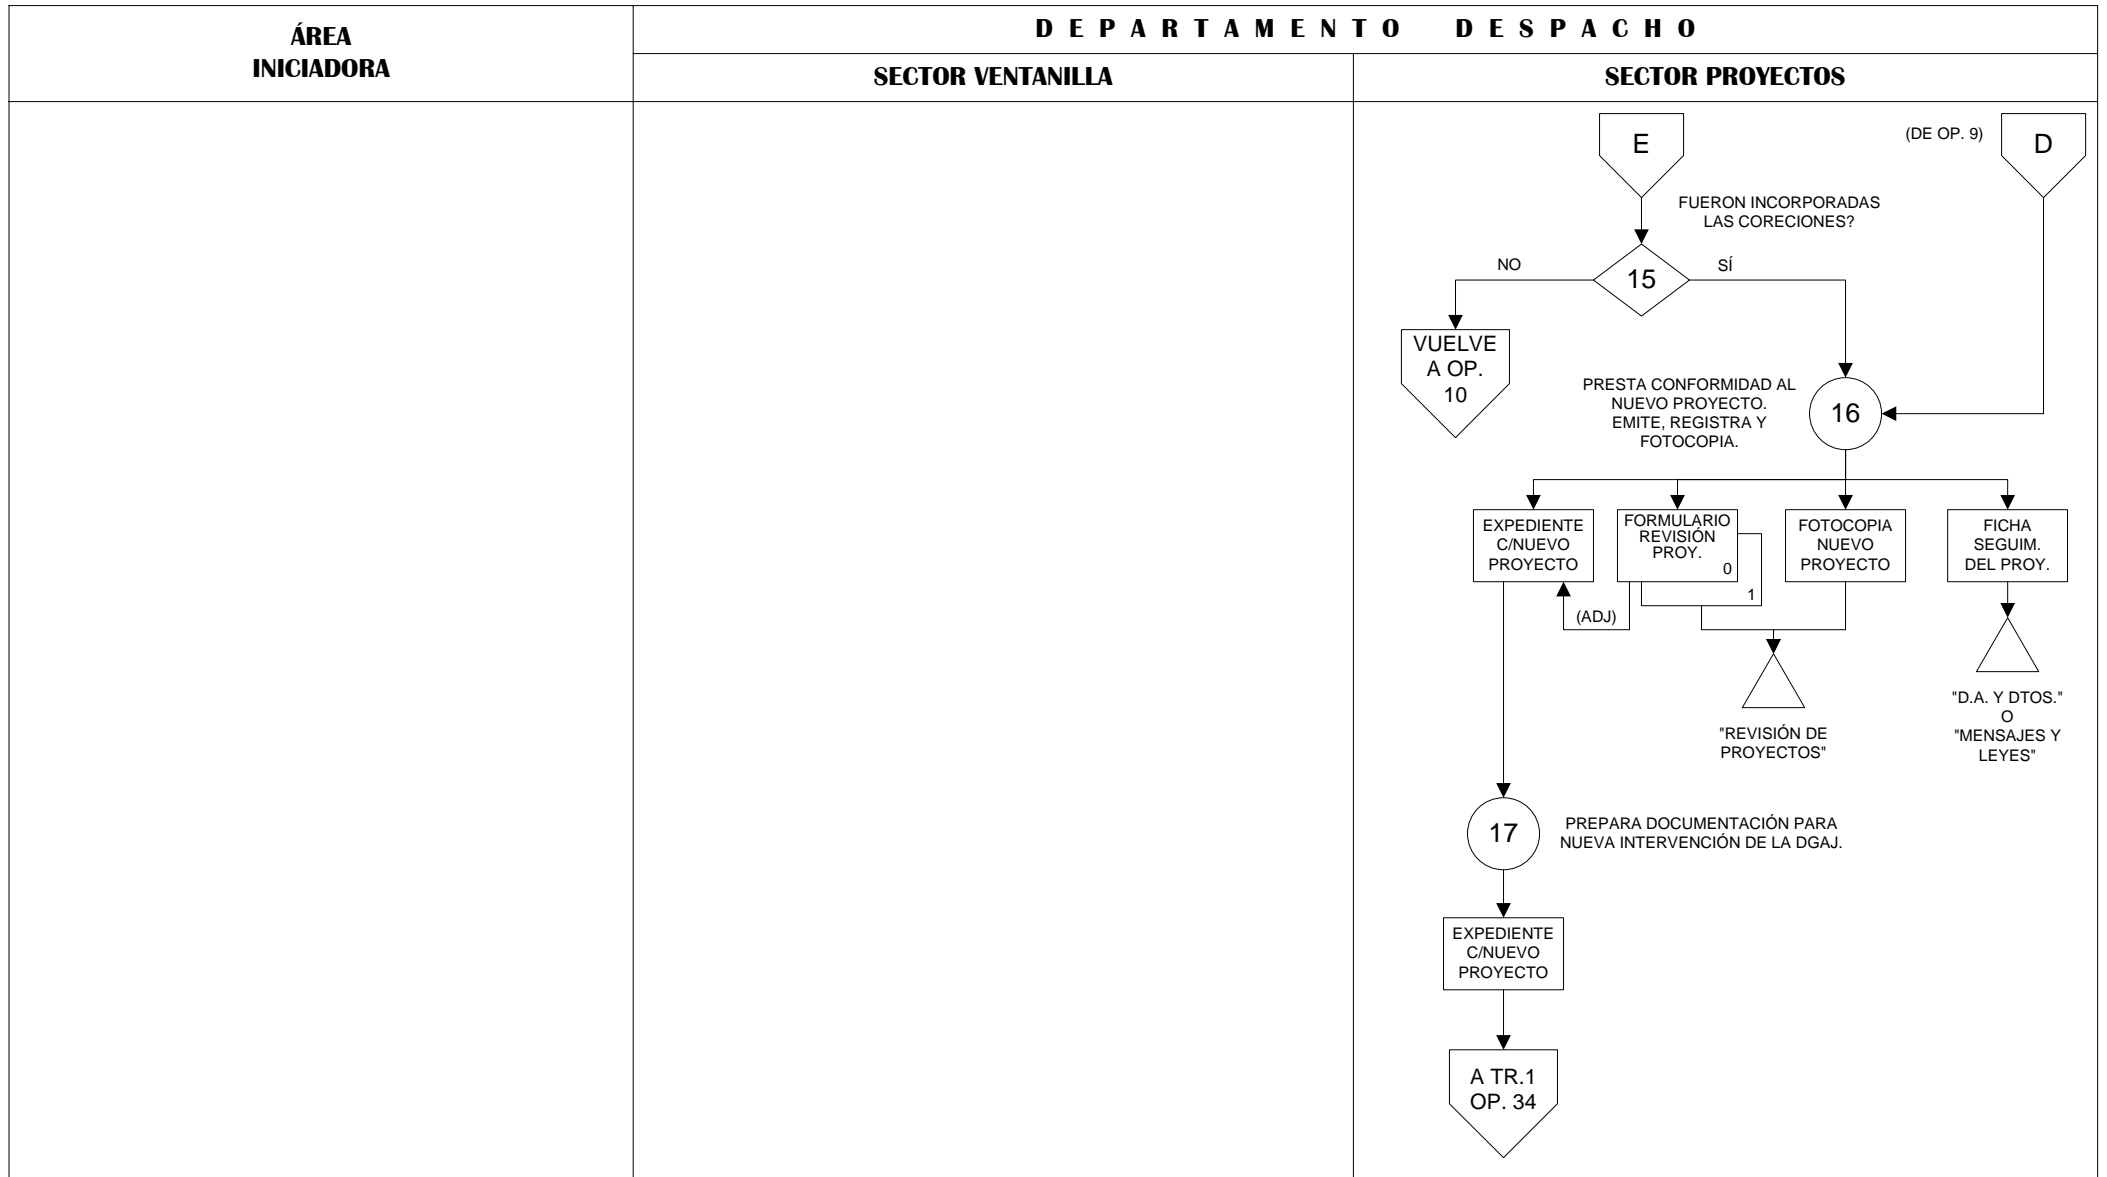 ÁREA
INICIADORA
DEPARTAMENTO DESPACHO
SECTOR VENTANILLA
SECTOR PROYECTOS
E
(DE OP. 9)
D
FUERON INCORPORADAS
LAS CORECIONES?
NO
15
SÍ
VUELVE
A OP.
10
PRESTA CONFORMIDAD AL
NUEVO PROYECTO.
EMITE, REGISTRA Y
FOTOCOPIA.
16
EXPEDIENTE
C/NUEVO
PROYECTO
FORMULARIO
REVISIÓN
PROY.
0
1
FOTOCOPIA
NUEVO
PROYECTO
FICHA
SEGUIM.
DEL PROY.
(ADJ)
"REVISIÓN DE
PROYECTOS"
"D.A. Y DTOS."
O
"MENSAJES Y
LEYES"
17
PREPARA DOCUMENTACIÓN PARA
NUEVA INTERVENCIÓN DE LA DGAJ.
EXPEDIENTE
C/NUEVO
PROYECTO
A TR.1
OP. 34